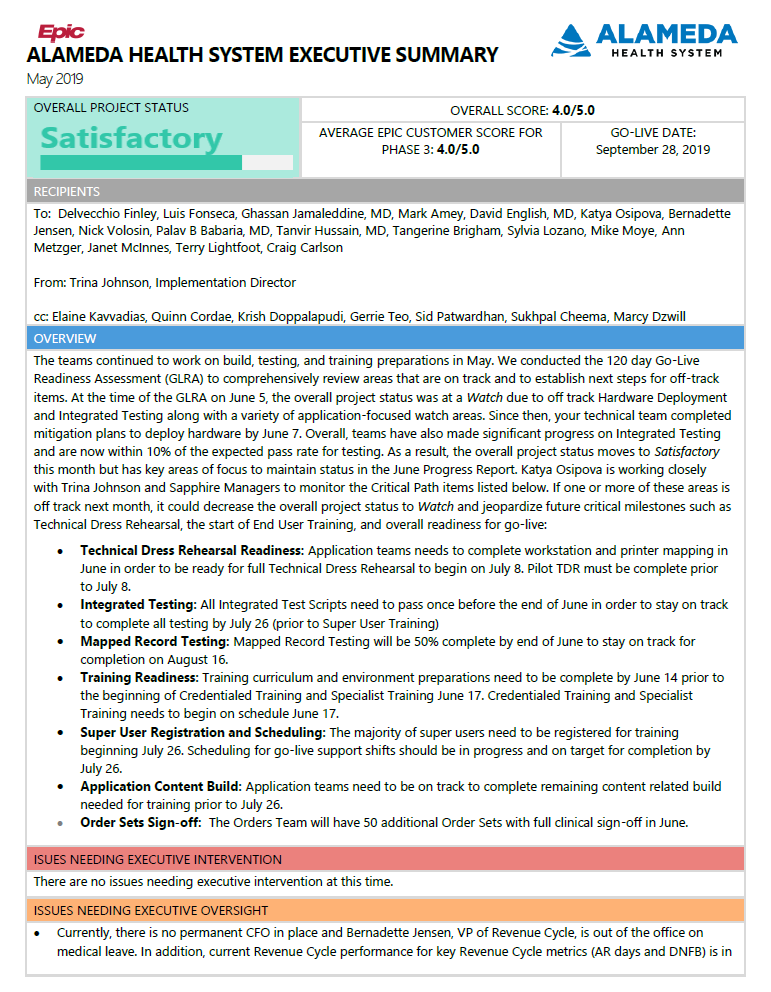 Epic
ALAMEDA HEALTH SYSTEM EXECUTIVE SUMMARY
May 2019
ALAMEDA
HEALTH SYSTEM
OVERALL PROJECT STATUS
Satisfactory
OVERALL SCORE: 4.0/5.0
AVERAGE EPIC CUSTOMER SCORE FOR
PHASE 3: 4.0/5.0
GO-LIVE DATE:
September 28, 2019
RECIPIENTS
To:  Delvecchio Finley, Luis Fonseca, Ghassan Jamaleddine, MD, Mark Amey, David English, MD, Katya Osipova, Bernadette
Jensen, Nick Volosin, Palav B Babaria, MD, Tanvir Hussain, MD, Tangerine Brigham, Sylvia Lozano, Mike Moye, Ann
Metzger, Janet McInnes, Terry Lightfoot, Craig Carlson
From: Trina Johnson, Implementation Director
cc: Elaine Kavvadias, Quinn Cordae, Krish Doppalapudi, Gerrie Teo, Sid Patwardhan, Sukhpal Cheema, Marcy Dzwill
OVERVIEW
The teams continued to work on build, testing, and training preparations in May. We conducted the 120 day Go-Live
Readiness Assessment (GLRA) to comprehensively review areas that are on track and to establish next steps for off-track
items. At the time of the GLRA on June 5, the overall project status was at a Watch due to off track Hardware Deployment
and Integrated Testing along with a variety of application-focused watch areas. Since then, your technical team completed
mitigation plans to deploy hardware by June 7. Overall, teams have also made significant progress on Integrated Testing
and are now within 10% of the expected pass rate for testing. As a result, the overall project status moves to Satisfactory
this month but has key areas of focus to maintain status in the June Progress Report. Katya Osipova is working closely
with Trina Johnson and Sapphire Managers to monitor the Critical Path items listed below. If one or more of these areas is
off track next month, it could decrease the overall project status to Watch and jeopardize future critical milestones such as
Technical Dress Rehearsal, the start of End User Training, and overall readiness for go-live:
• Technical Dress Rehearsal Readiness: Application teams needs to complete workstation and printer mapping in
June in order to be ready for full Technical Dress Rehearsal to begin on July 8. Pilot TDR must be complete prior
to July 8.
• Integrated Testing: All Integrated Test Scripts need to pass once before the end of June in order to stay on track
to complete all testing by July 26 (prior to Super User Training)
• Mapped Record Testing: Mapped Record Testing will be 50% complete by end of June to stay on track for
completion on August 16.
• Training Readiness: Training curriculum and environment preparations need to be complete by June 14 prior to
the beginning of Credentialed Training and Specialist Training June 17. Credentialed Training and Specialist
Training needs to begin on schedule June 17.
• Super User Registration and Scheduling: The majority of super users need to be registered for training
beginning July 26. Scheduling for go-live support shifts should be in progress and on target for completion by
July 26.
• Application Content Build: Application teams need to be on track to complete remaining content related build
needed for training prior to July 26.
• Order Sets Sign-off:  The Orders Team will have 50 additional Order Sets with full clinical sign-off in June.
ISUES NEEDING EXECUTIVE INTERVENTION
There are no issues needing executive intervention at this time.
ISSUES NEEDING EXECUTIVE OVERSIGHT
• Currently, there is no permanent CFO in place and Bernadette Jensen, VP of Revenue Cycle, is out of the office on
medical leave. In addition, current Revenue Cycle performance for key Revenue Cycle metrics (AR days and DNFB) is in